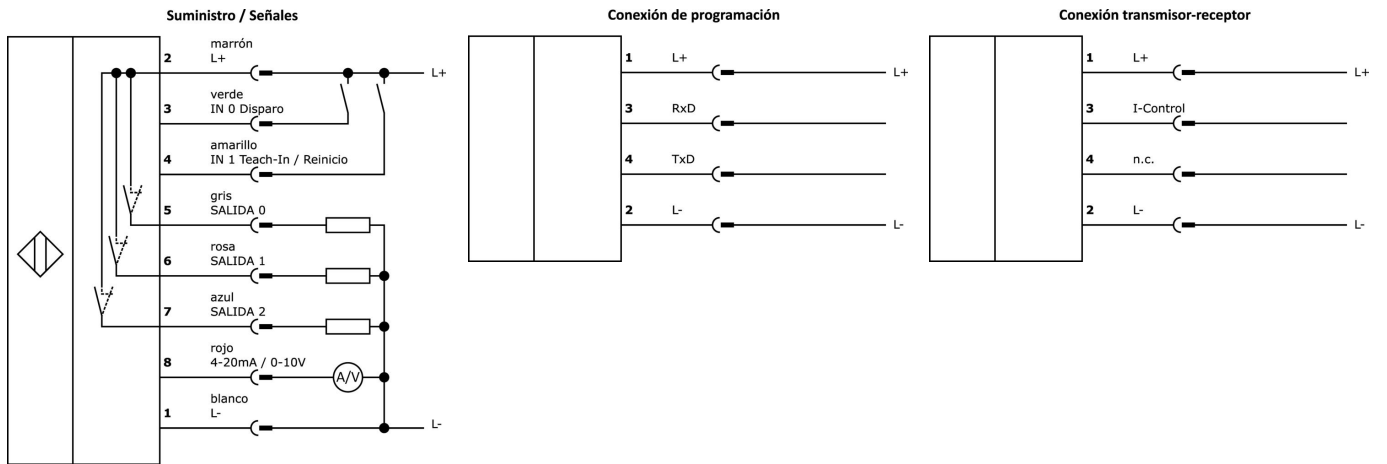 Suministro / Señales
marrón
2 L+
L+
verde
3 IN 0 Disparo
amarillo
4 IN 1 Teach-In / Reinicio
gris
5 SALIDA 0
rosa
6 SALIDA 1
azul
7 SALIDA 2
rojo
8 4-20mA / 0-10V
A/V
blanco
1 L-
L-
Conexión de programación
1 L+
L+
3 RxD
4 TxD
2 L-
L-
Conexión transmisor-receptor
1 L+
L+
3 I-Control
4 n.c.
2 L-
L-